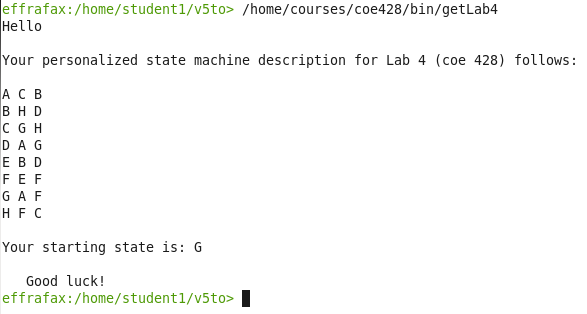 effrafax:/home/student1/v5to> /home/courses/coe428/bin/getLab4
Hello
Your personalized state machine description for Lab 4 (coe 428) follows:
A C B
B H D
C G H
D A G
E B D
F E F
G A F
H F C
Your starting state is: G
Good luck!
effrafax:/home/student1/v5to>